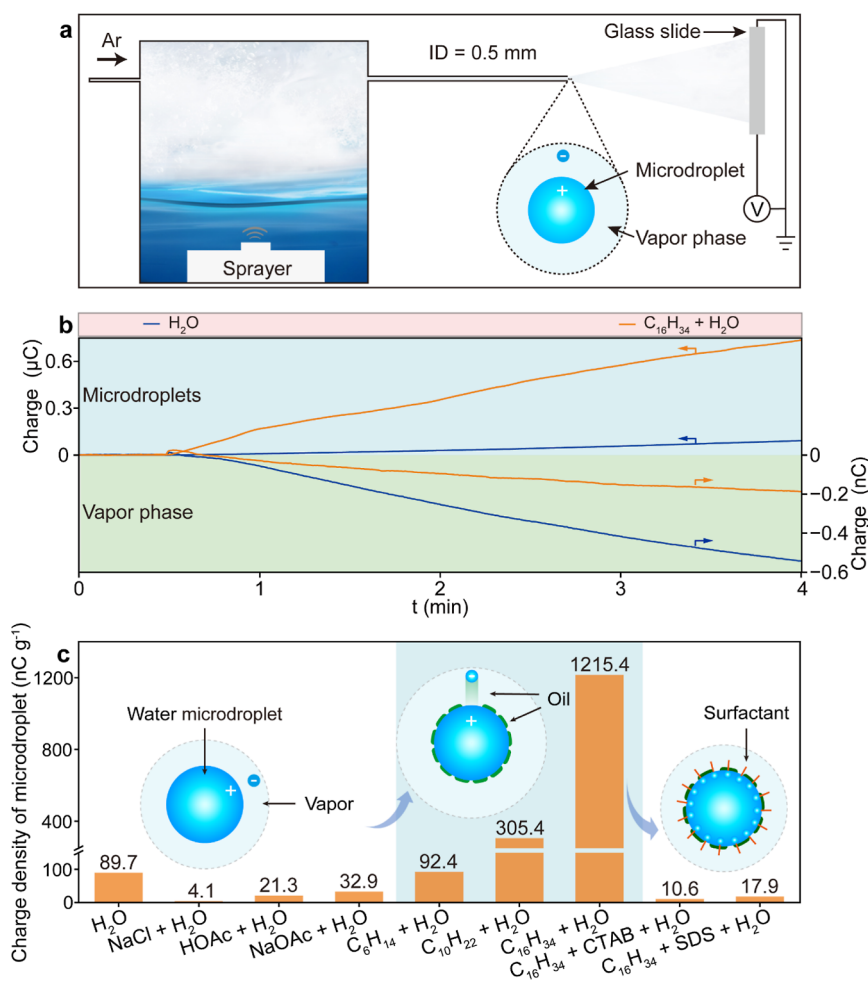 a
Ar
ID = 0.5 mm
Glass slide
Microdroplet
+
-
V
Vapor phase
Sprayer
b
H₂O
C₁₆H₃₄ + H₂O
Charge (μC)
0.6
0.3
0
Microdroplets
Vapor phase
0
−0.2
−0.4
−0.6
Charge (nC)
0 1 2 3 4
t (min)
c
Charge density of microdroplet (nC g⁻¹)
1200
800
400
100
0
Water microdroplet
+
-
Vapor
+
Oil
Surfactant
89.7
4.1
21.3
32.9
92.4
305.4
1215.4
10.6
17.9
H₂O
NaCl + H₂O
HOAc + H₂O
NaOAc + H₂O
C₆H₁₄ + H₂O
C₁₀H₂₂ + H₂O
C₁₆H₃₄ + H₂O
C₁₆H₃₄ + CTAB + H₂O
C₁₆H₃₄ + SDS + H₂O